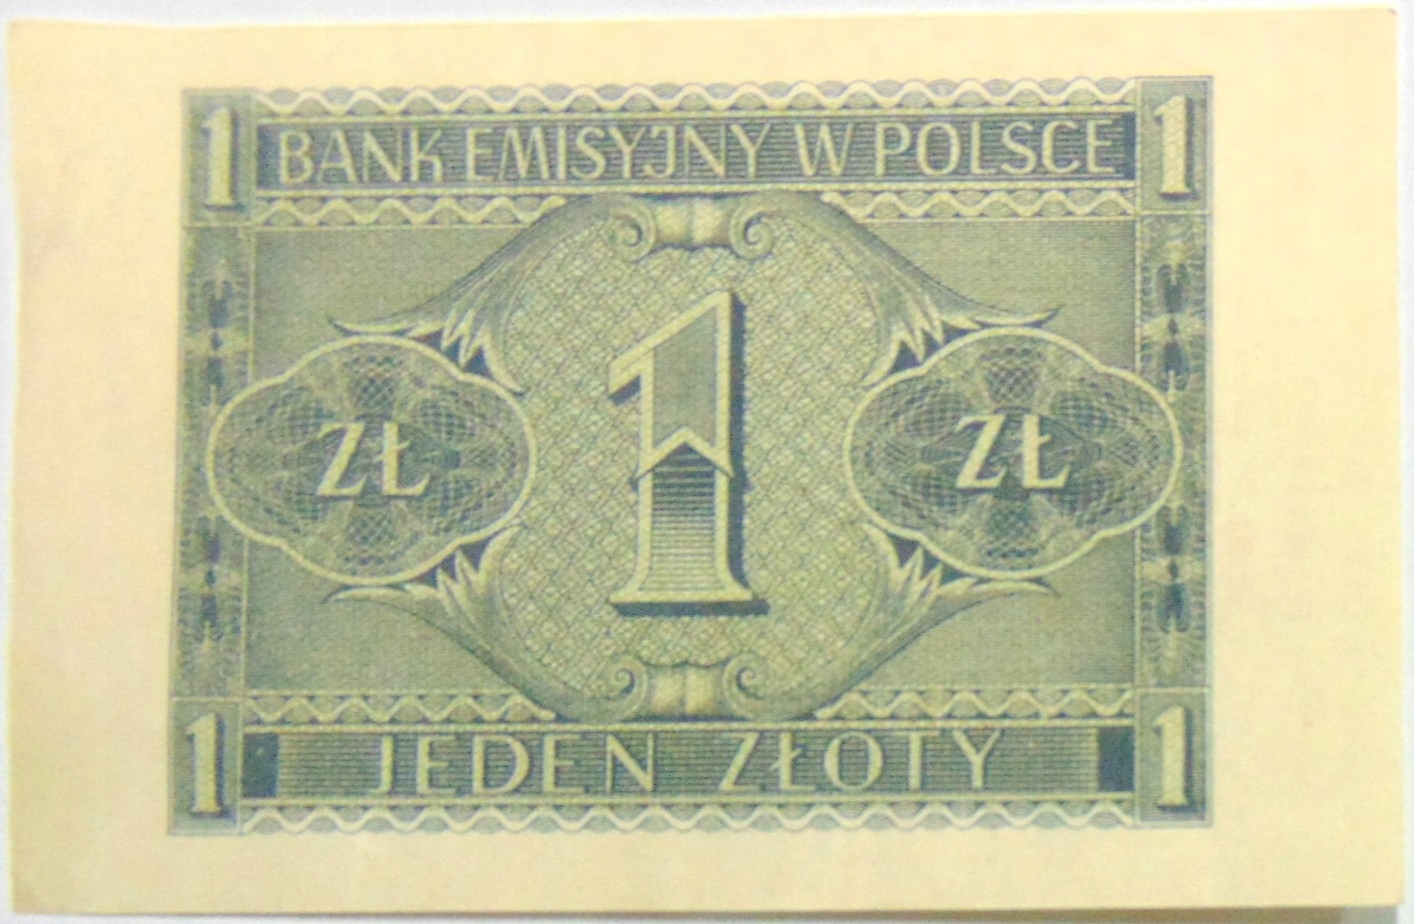 1 BANK EMISYJNY W POLSCE 1
ZŁ 1 ZŁ
1 JEDEN ZŁOTY 1